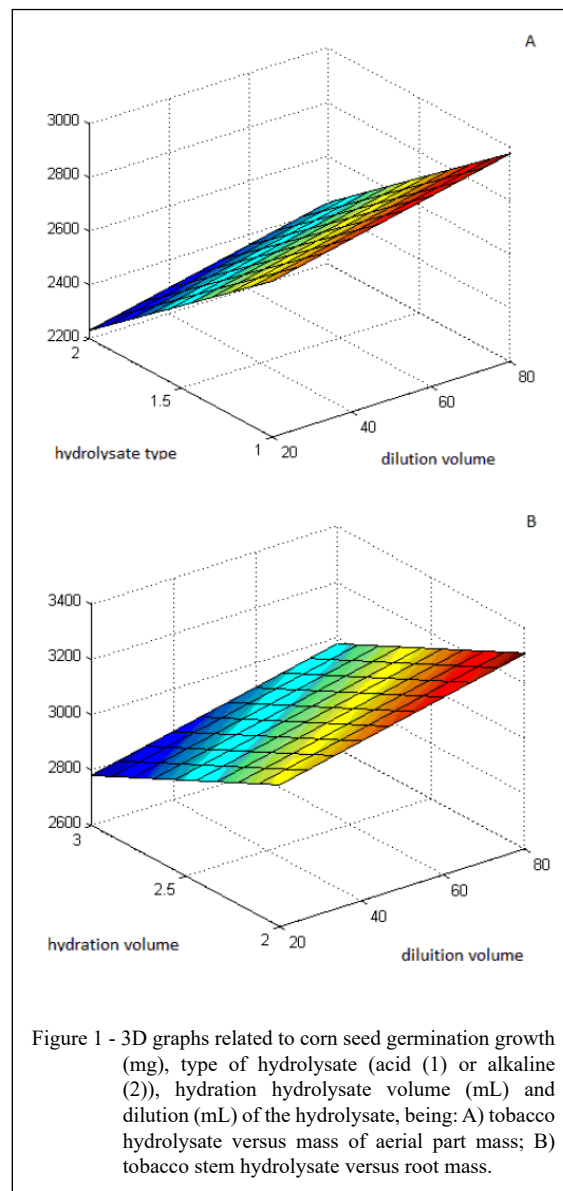 A
3000
2800
2600
2400
2200
2
1.5
1
20
40
60
80
hydrolysate type
dilution volume
B
3400
3200
3000
2800
2600
3
2.5
2
20
40
60
80
hydration volume
diluition volume
Figure 1 - 3D graphs related to corn seed germination growth
(mg), type of hydrolysate (acid (1) or alkaline
(2)), hydration hydrolysate volume (mL) and
dilution (mL) of the hydrolysate, being: A) tobacco
hydrolysate versus mass of aerial part mass; B)
tobacco stem hydrolysate versus root mass.